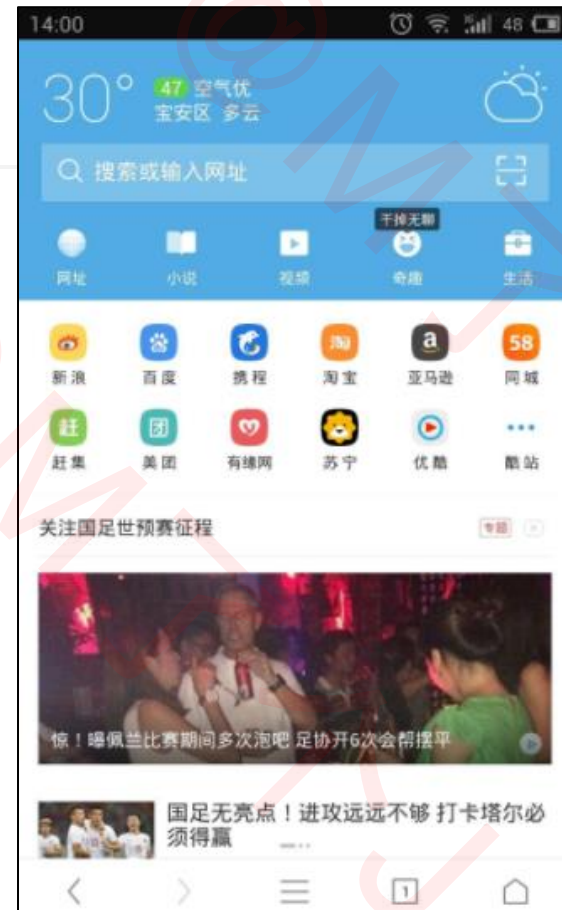 14:00
48
30°
47 空气优
宝安区 多云
搜索或输入网址
干掉无聊
网址 小说 视频 奇趣 生活
淘
a
58
新浪 百度 携程 淘宝 亚马逊 同城
赶
团
赶集 美团 有缘网 苏宁 优酷 酷站
关注国足世预赛征程
专题
惊！曝佩兰比赛期间多次泡吧 足协开6次会帮摆平
国足无亮点！进攻远远不够 打卡塔尔必
须得赢
1